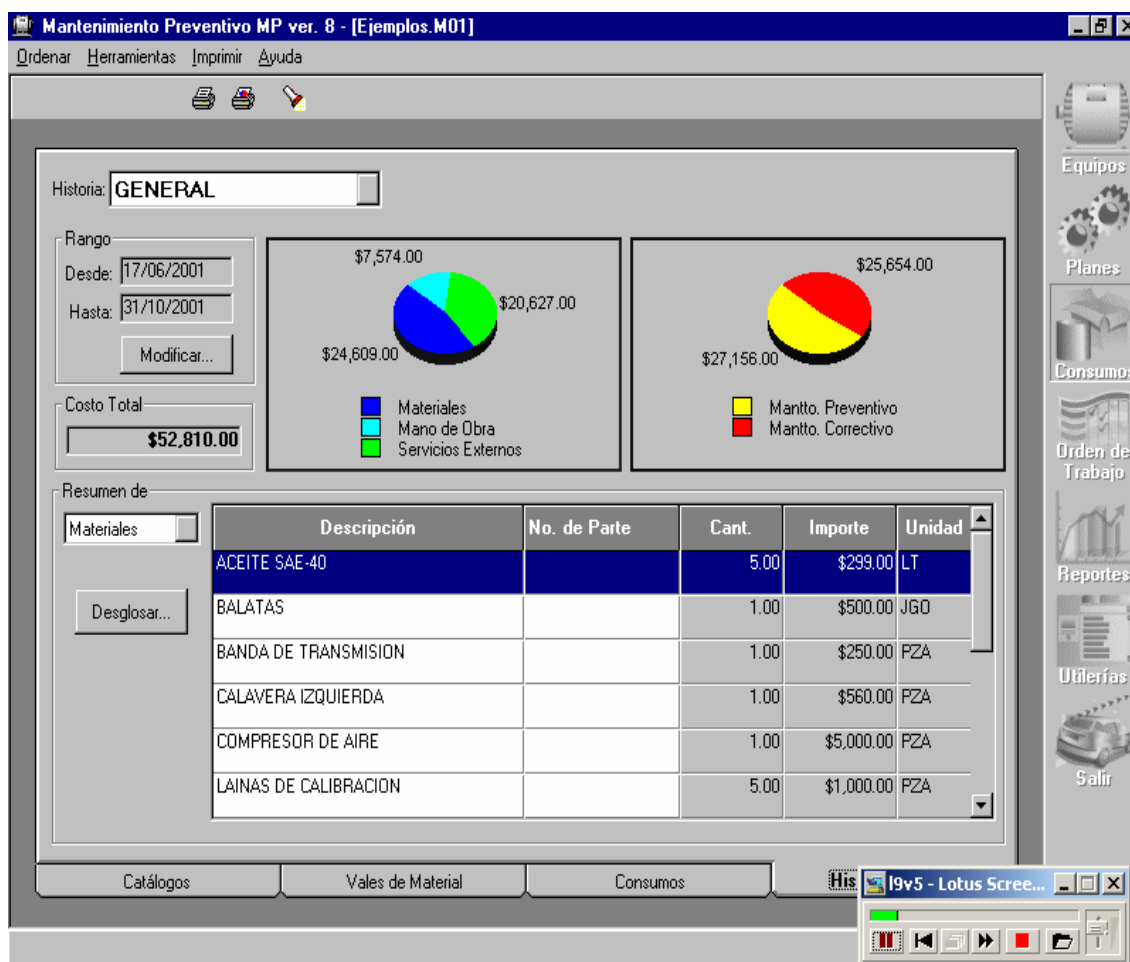 Mantenimiento Preventivo MP ver. 8 - [Ejemplos.M01]
Ordenar Herramientas Imprimir Ayuda
Historia: GENERAL
Rango
Desde: 17/06/2001
Hasta: 31/10/2001
Modificar...
Costo Total
$52,810.00
$7,574.00
$20,627.00
$24,609.00
Materiales
Mano de Obra
Servicios Externos
$25,654.00
$27,156.00
Mantto. Preventivo
Mantto. Correctivo
Resumen de
Materiales
Desglosar...
Descripción No. de Parte Cant. Importe Unidad
ACEITE SAE-40 5.00 $299.00 LT
BALATAS 1.00 $500.00 JGO
BANDA DE TRANSMISION 1.00 $250.00 PZA
CALAVERA IZQUIERDA 1.00 $560.00 PZA
COMPRESOR DE AIRE 1.00 $5,000.00 PZA
LAINAS DE CALIBRACION 5.00 $1,000.00 PZA
Catálogos Vales de Material Consumos His
Equipos
Planes
Consumos
Orden de
Trabajo
Reportes
Utilerías
Salir
I9v5 - Lotus Scree...